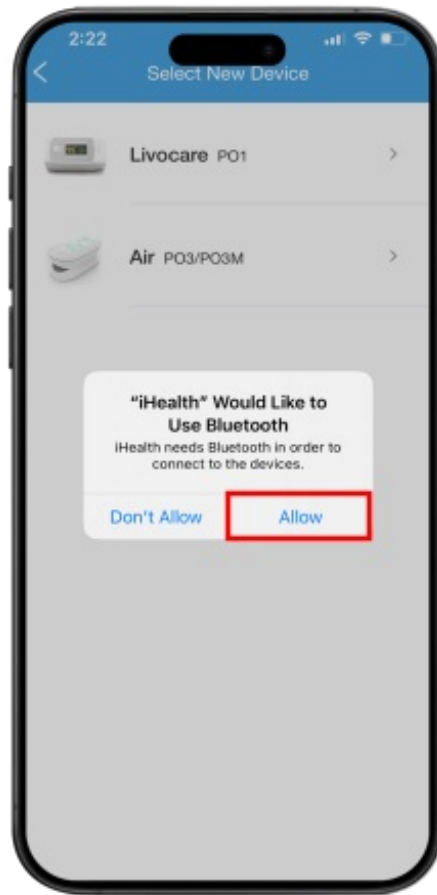 2:22
Select New Device
Livocare PO1
Air PO3/PO3M
“iHealth” Would Like to
Use Bluetooth
iHealth needs Bluetooth in order to
connect to the devices.
Don't Allow
Allow